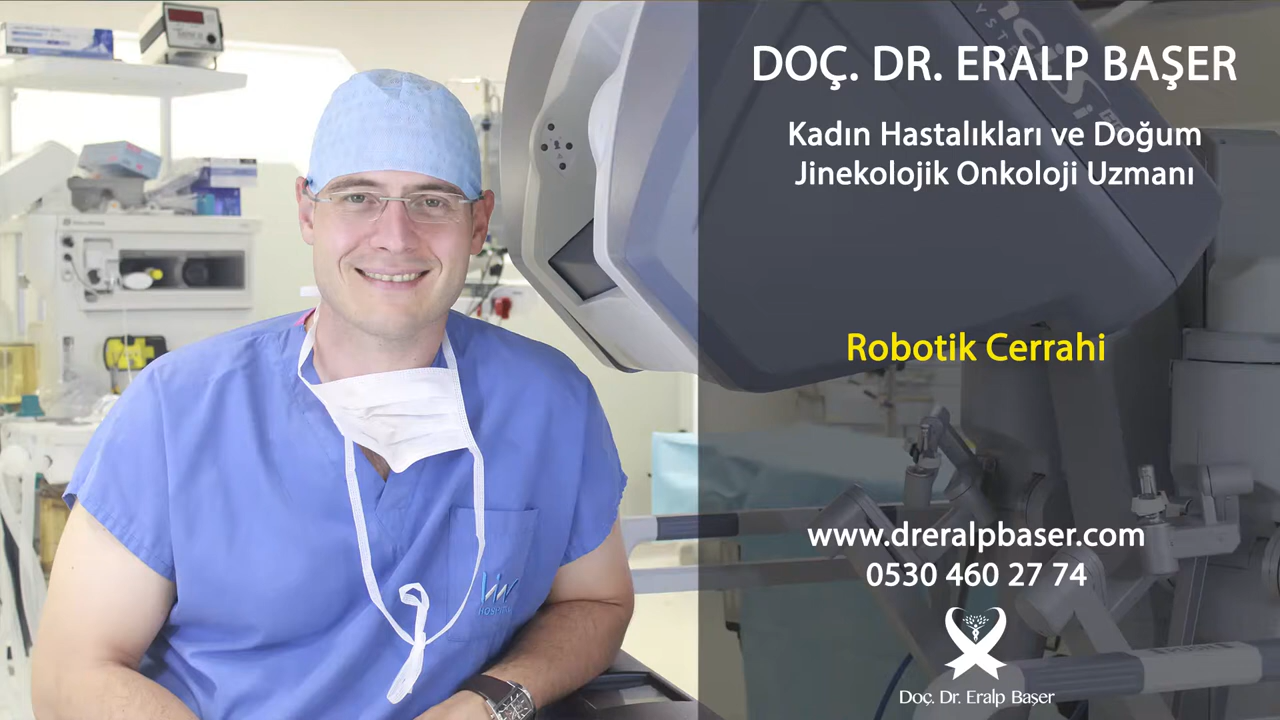 DOÇ. DR. ERALP BAŞER
Kadın Hastalıkları ve Doğum
Jinekolojik Onkoloji Uzmanı
Robotik Cerrahi
www.dreralpbaser.com
0530 460 27 74
Doç. Dr. Eralp Başer